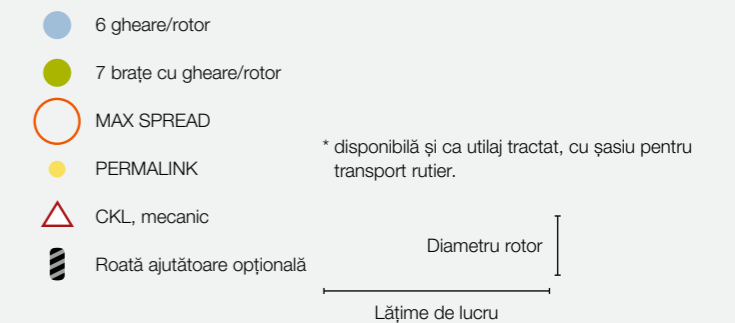 6 gheare/rotor
7 brațe cu gheare/rotor
MAX SPREAD
PERMALINK
CKL, mecanic
Roată ajutătoare opțională
* disponibilă și ca utilaj tractat, cu șasiu pentru
transport rutier.
Diametru rotor
Lățime de lucru